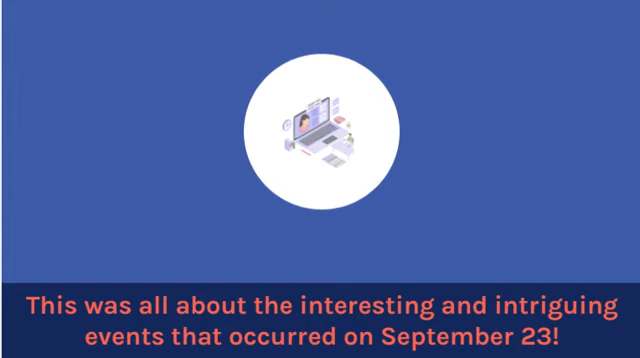 This was all about the interesting and intriguing
events that occurred on September 23!